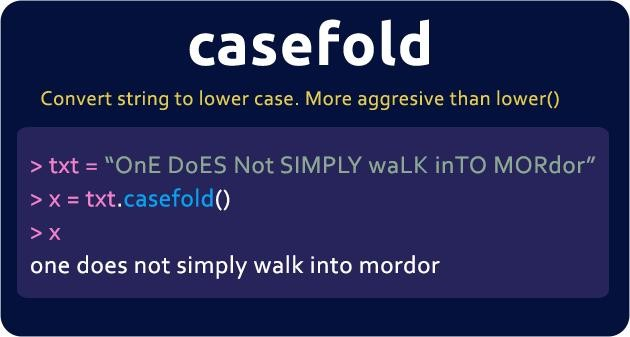 casefold
Convert string to lower case. More aggresive than lower()
> txt = “OnE DoES Not SIMPLY waLK inTO MORdor”
> x = txt.casefold()
> x
one does not simply walk into mordor